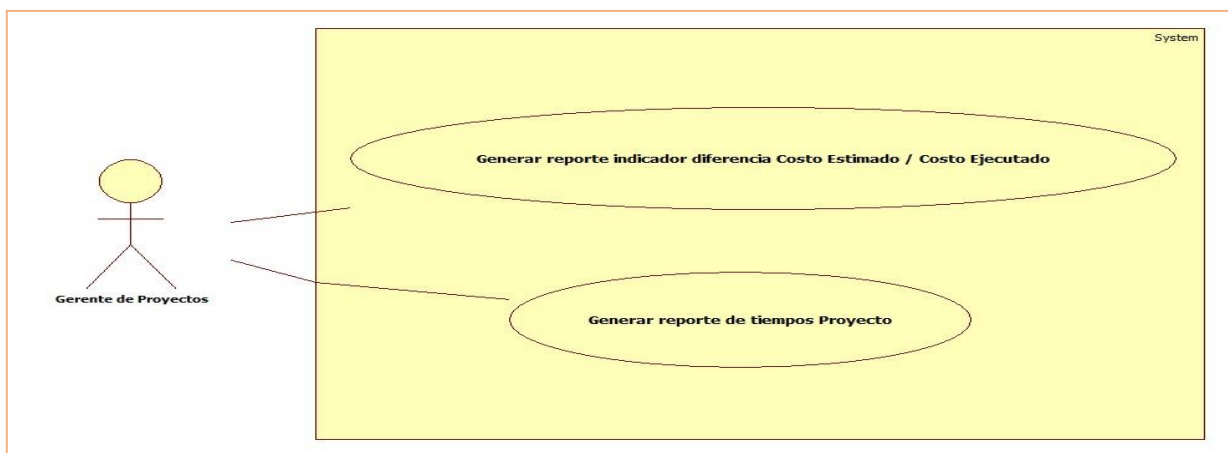 System
Generar reporte indicador diferencia Costo Estimado / Costo Ejecutado
Gerente de Proyectos
Generar reporte de tiempos Proyecto